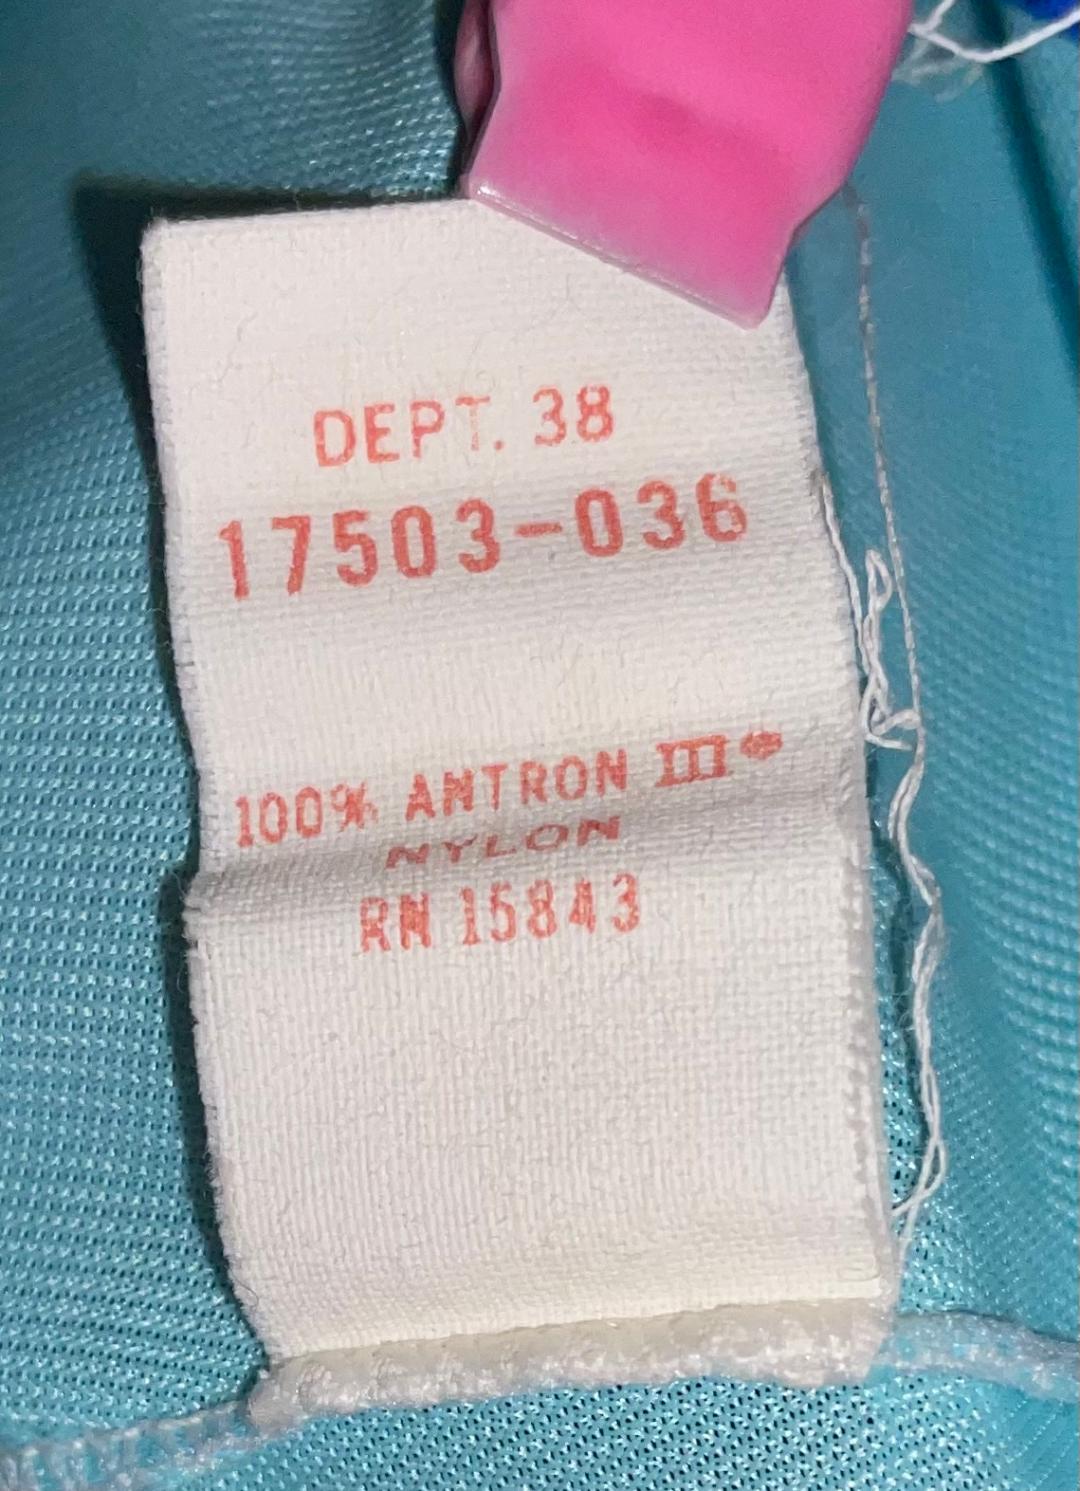 DEPT. 38
17503-036
100% ANTRON III®
NYLON
RN 15843